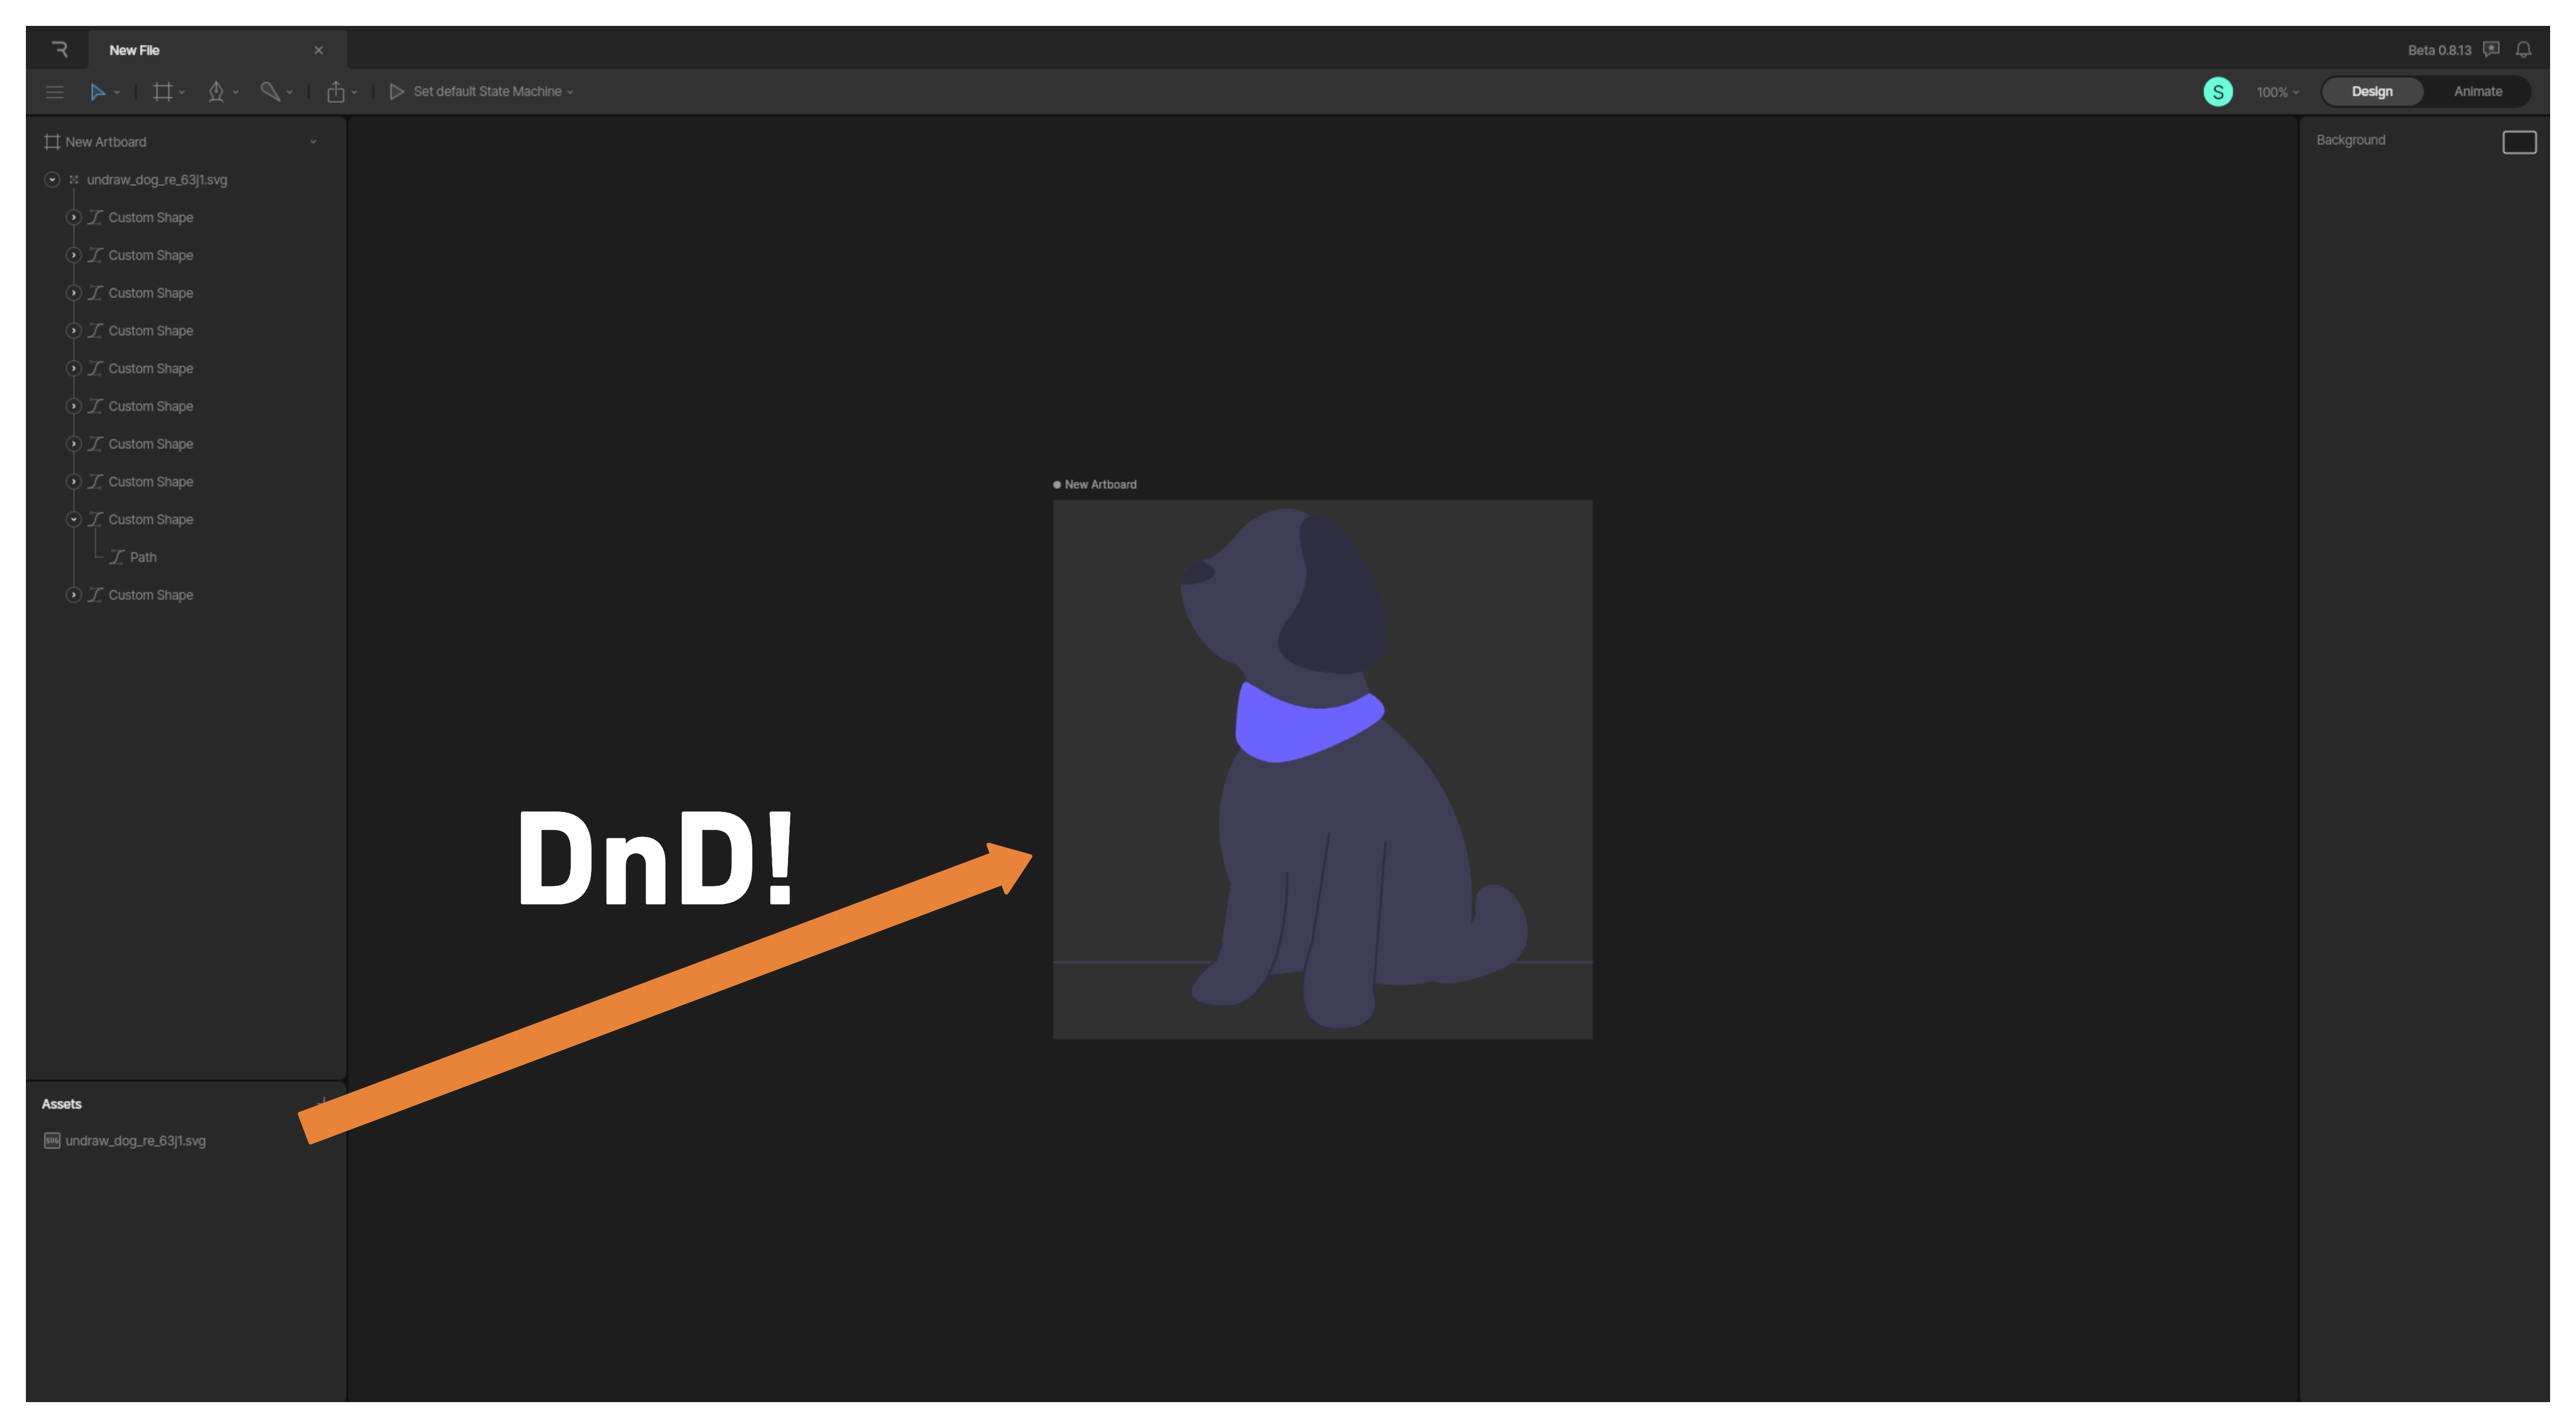 New File
Beta 0.8.13
Set default State Machine
S
100%
Design
Animate
New Artboard
Background
undraw_dog_re_63j1.svg
Custom Shape
Custom Shape
Custom Shape
Custom Shape
Custom Shape
Custom Shape
Custom Shape
Custom Shape
Custom Shape
Path
Custom Shape
New Artboard
DnD!
Assets
SVG undraw_dog_re_63j1.svg